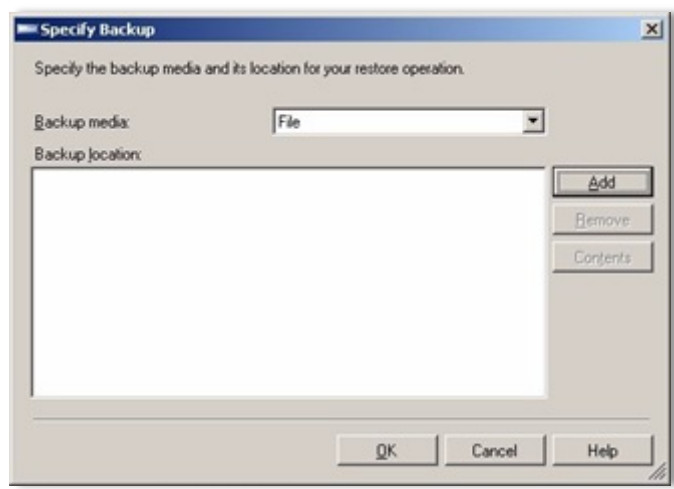 Specify Backup
Specify the backup media and its location for your restore operation.
Backup media:
File
Backup location:
Add
Remove
Contents
OK
Cancel
Help